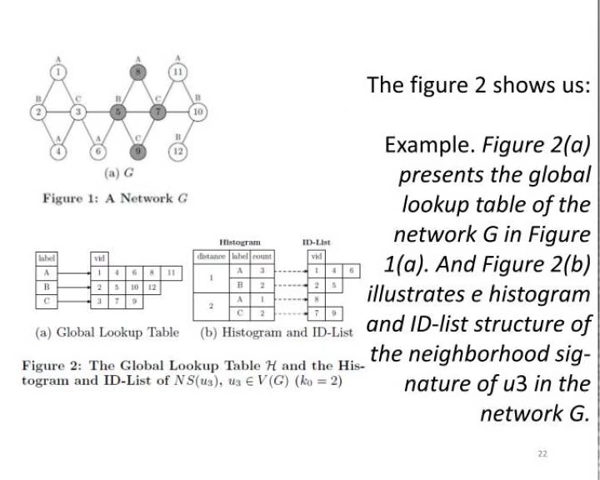 A
A
A
1
8
11
B
C
B
C
B
2
3
5
7
10
A
A
C
B
4
6
9
12
(a) G
Figure 1: A Network G
The figure 2 shows us:
Example. Figure 2(a)
presents the global
lookup table of the
network G in Figure
1(a). And Figure 2(b)
illustrates e histogram
and ID-list structure of
the neighborhood sig-
nature of u3 in the
network G.
label vid
A 1 4 6 8 11
B 2 5 10 12
C 3 7 9
(a) Global Lookup Table
Histogram ID-List
distance label count vid
1 A 3 1 4 6
B 2 2 5
2 A 1 8
C 2 7 9
(b) Histogram and ID-List
Figure 2: The Global Lookup Table H and the His-
togram and ID-List of NS(u3), u3 ∈ V(G) (k0 = 2)
22